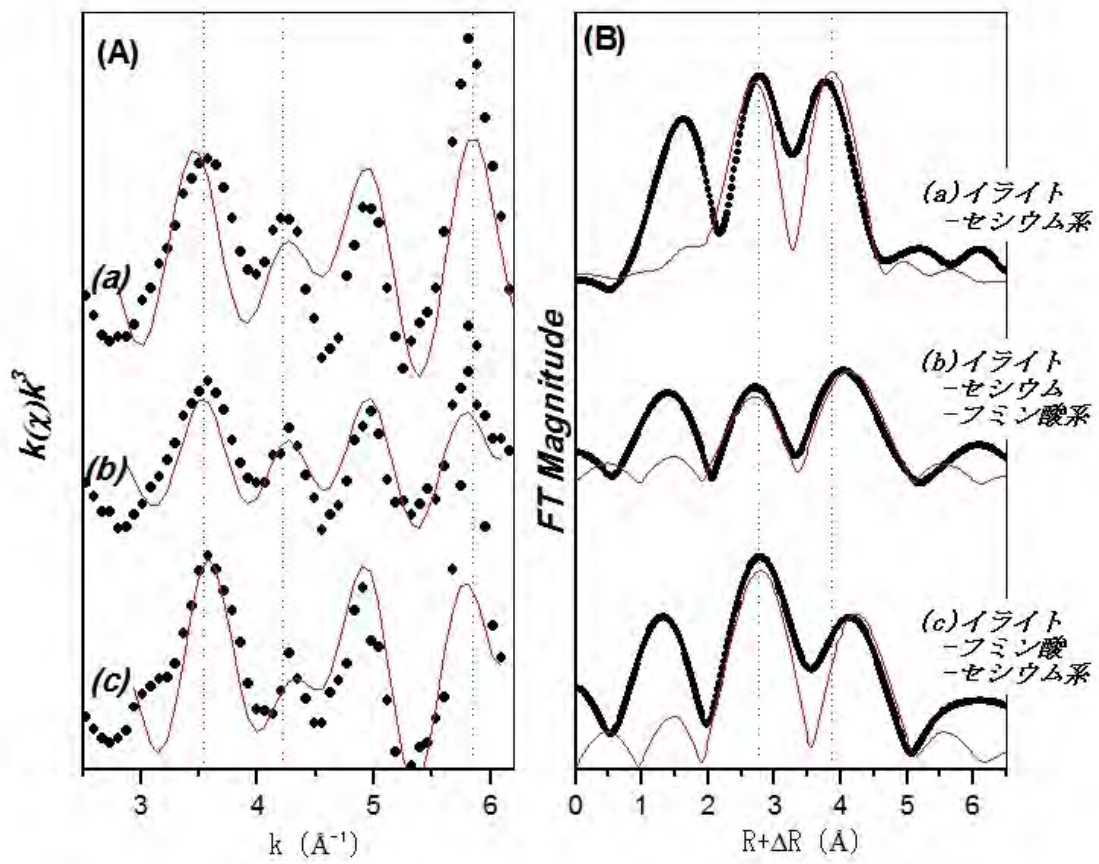 (A)
(a)
(b)
(c)
k(χ)k³
3 4 5 6
k (Å⁻¹)
(B)
(a)イライト
−セシウム系
(b)イライト
−セシウム
−フミン酸系
(c)イライト
−フミン酸
−セシウム系
FT Magnitude
0 1 2 3 4 5 6
R+ΔR (Å)